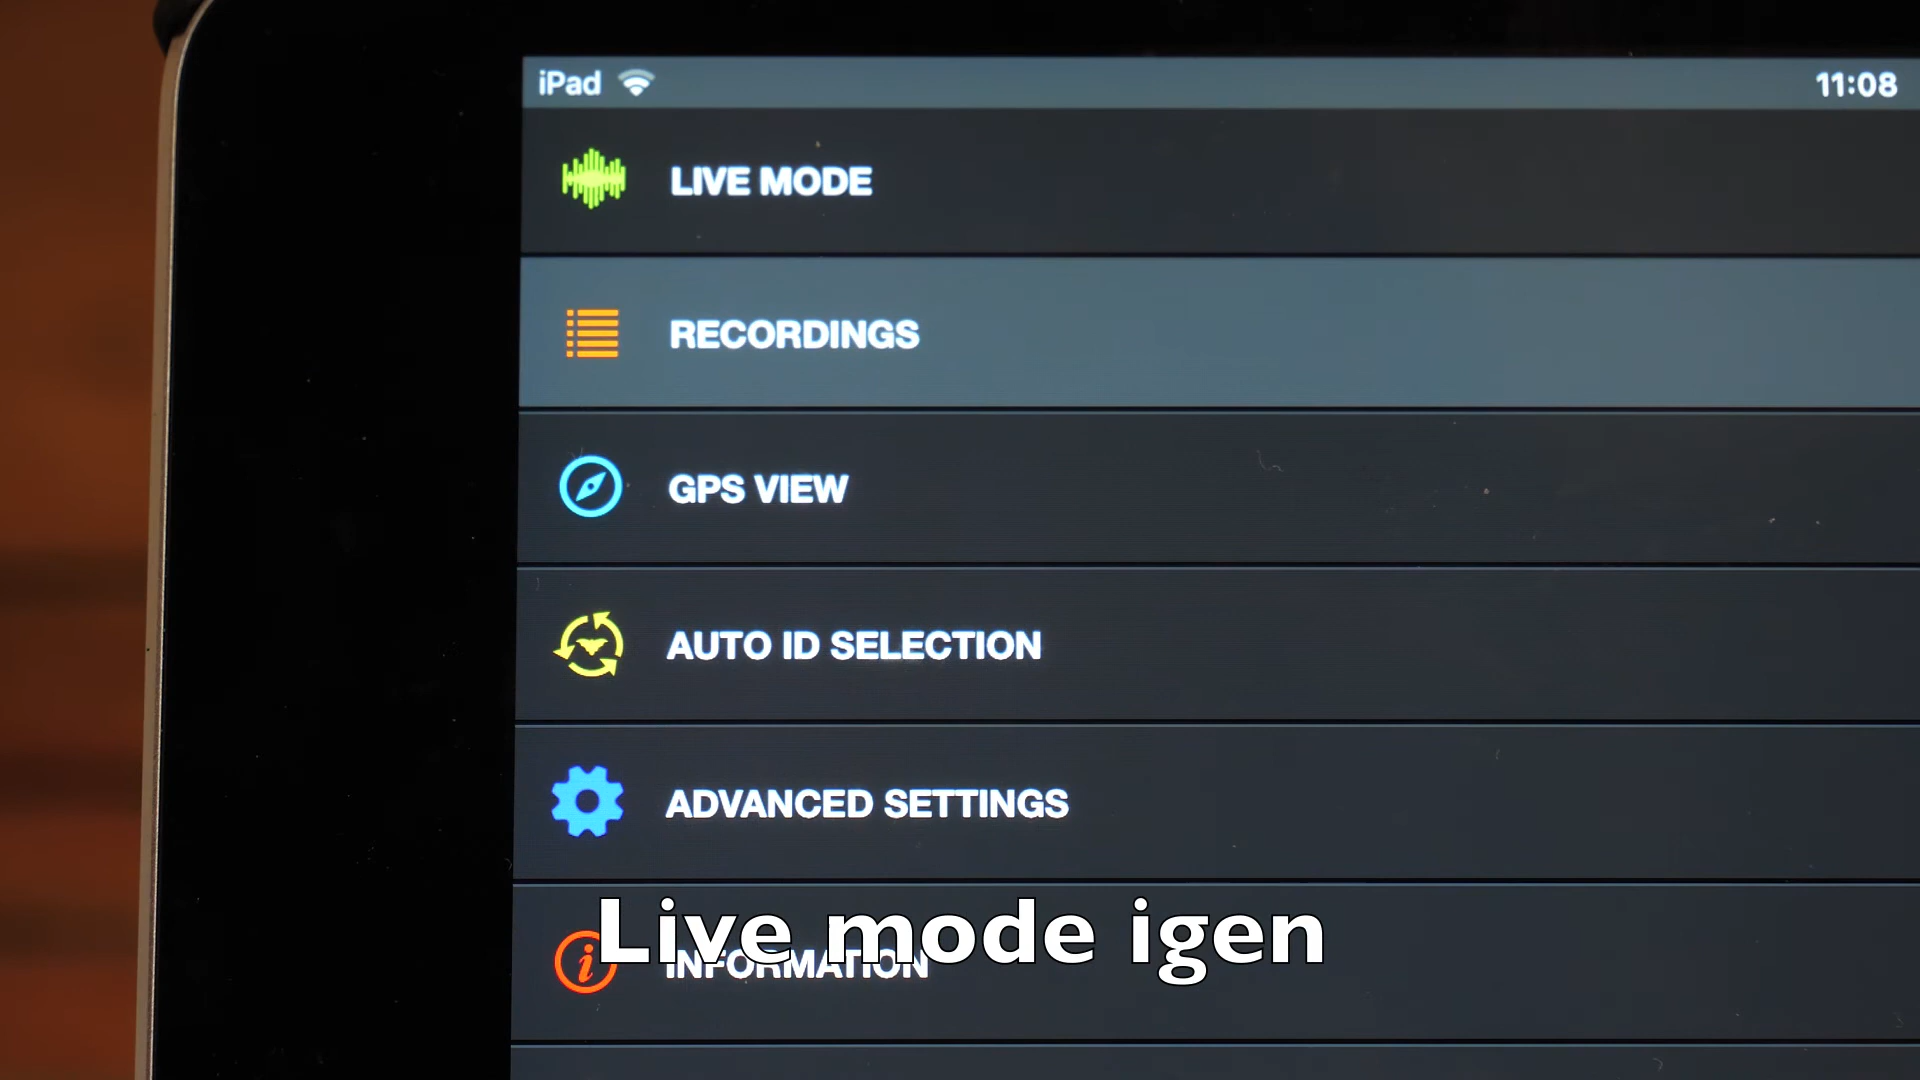 iPad
11:08
LIVE MODE
RECORDINGS
GPS VIEW
AUTO ID SELECTION
ADVANCED SETTINGS
Live mode igen
INFORMATION